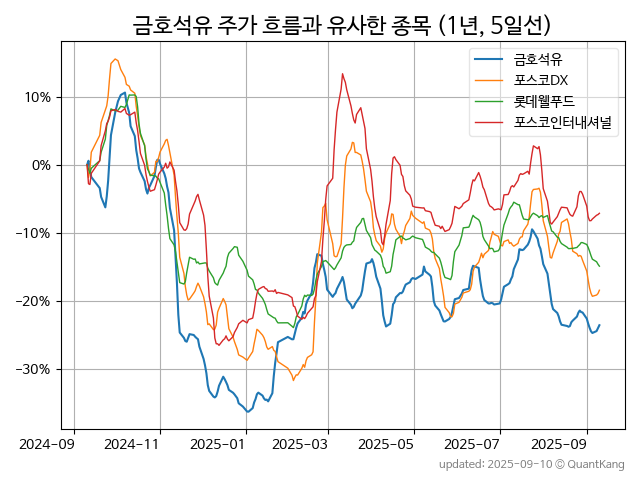 금호석유 주가 흐름과 유사한 종목 (1년, 5일선)
금호석유
포스코DX
롯데웰푸드
포스코인터내셔널
10%
0%
−10%
−20%
−30%
2024-09
2024-11
2025-01
2025-03
2025-05
2025-07
2025-09
updated: 2025-09-10 © QuantKang